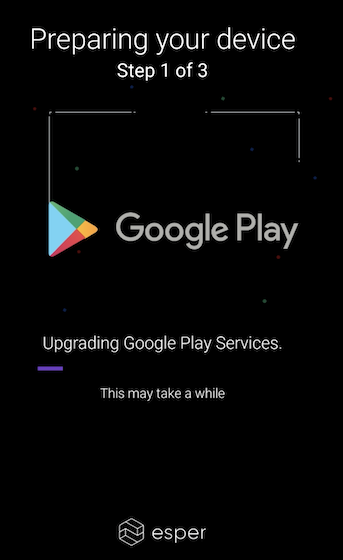 Preparing your device
Step 1 of 3
Google Play
Upgrading Google Play Services.
This may take a while
esper